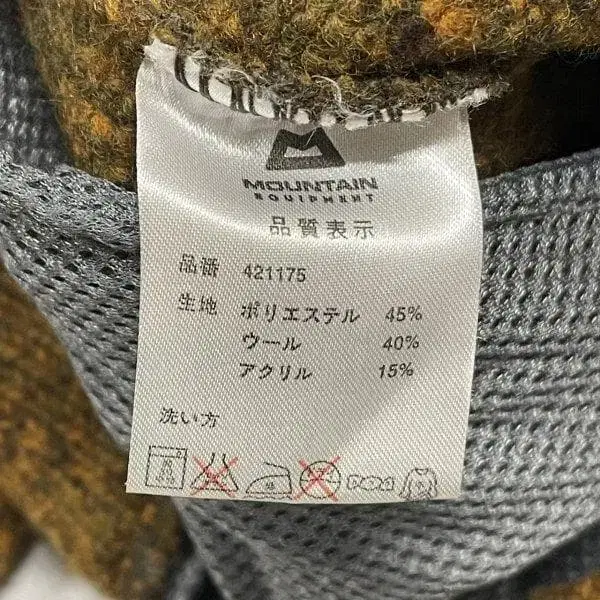 MOUNTAIN
EQUIPMENT
品質表示
品番 421175
生地 ポリエステル 45%
ウール 40%
アクリル 15%
洗い方